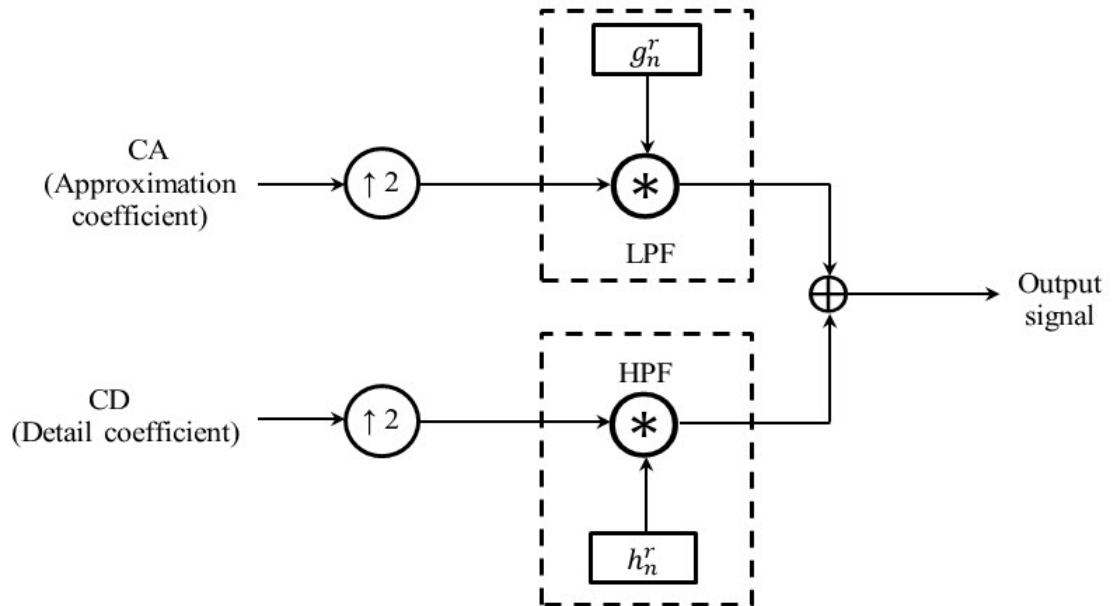 g_n^r
CA
(Approximation
coefficient)
↑ 2
*
LPF
Output
signal
HPF
CD
(Detail coefficient)
↑ 2
*
h_n^r